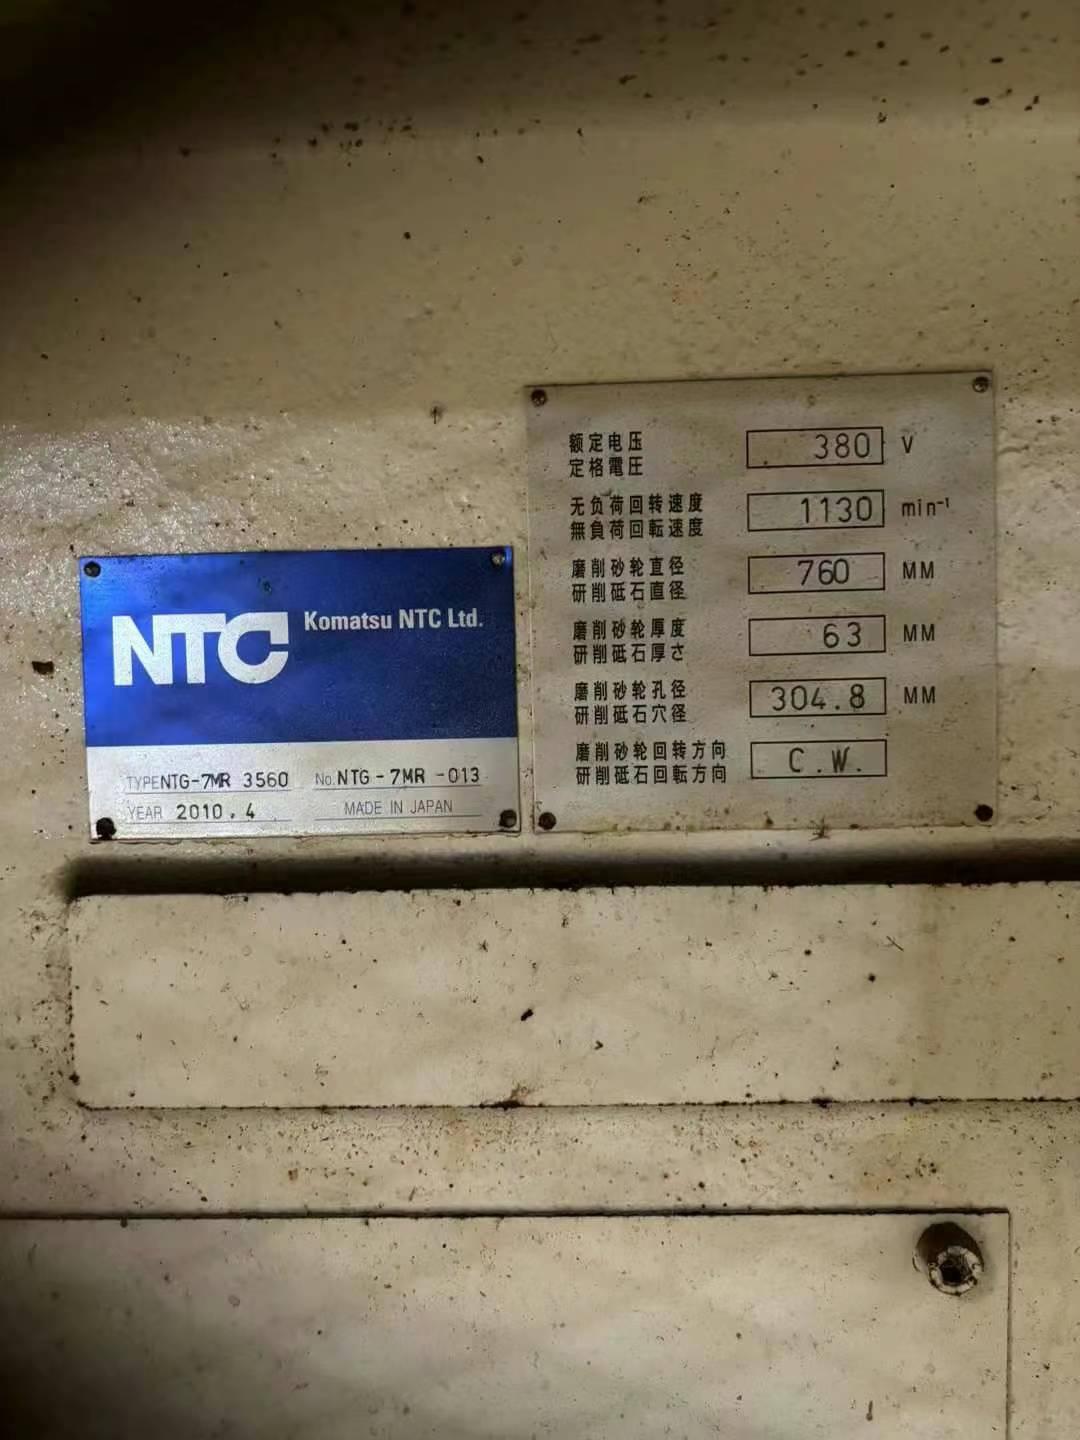 NTC Komatsu NTC Ltd.
TYPE NTG-7MR 3560 No. NTG-7MR-013
YEAR 2010.4 MADE IN JAPAN
额定电压 380 V
定格電圧
无负荷回转速度 1130 min⁻¹
無負荷回転速度
磨削砂轮直径 760 MM
研削砥石直径
磨削砂轮厚度 63 MM
研削砥石厚さ
磨削砂轮孔径 304.8 MM
研削砥石穴径
磨削砂轮回转方向 C.W.
研削砥石回転方向